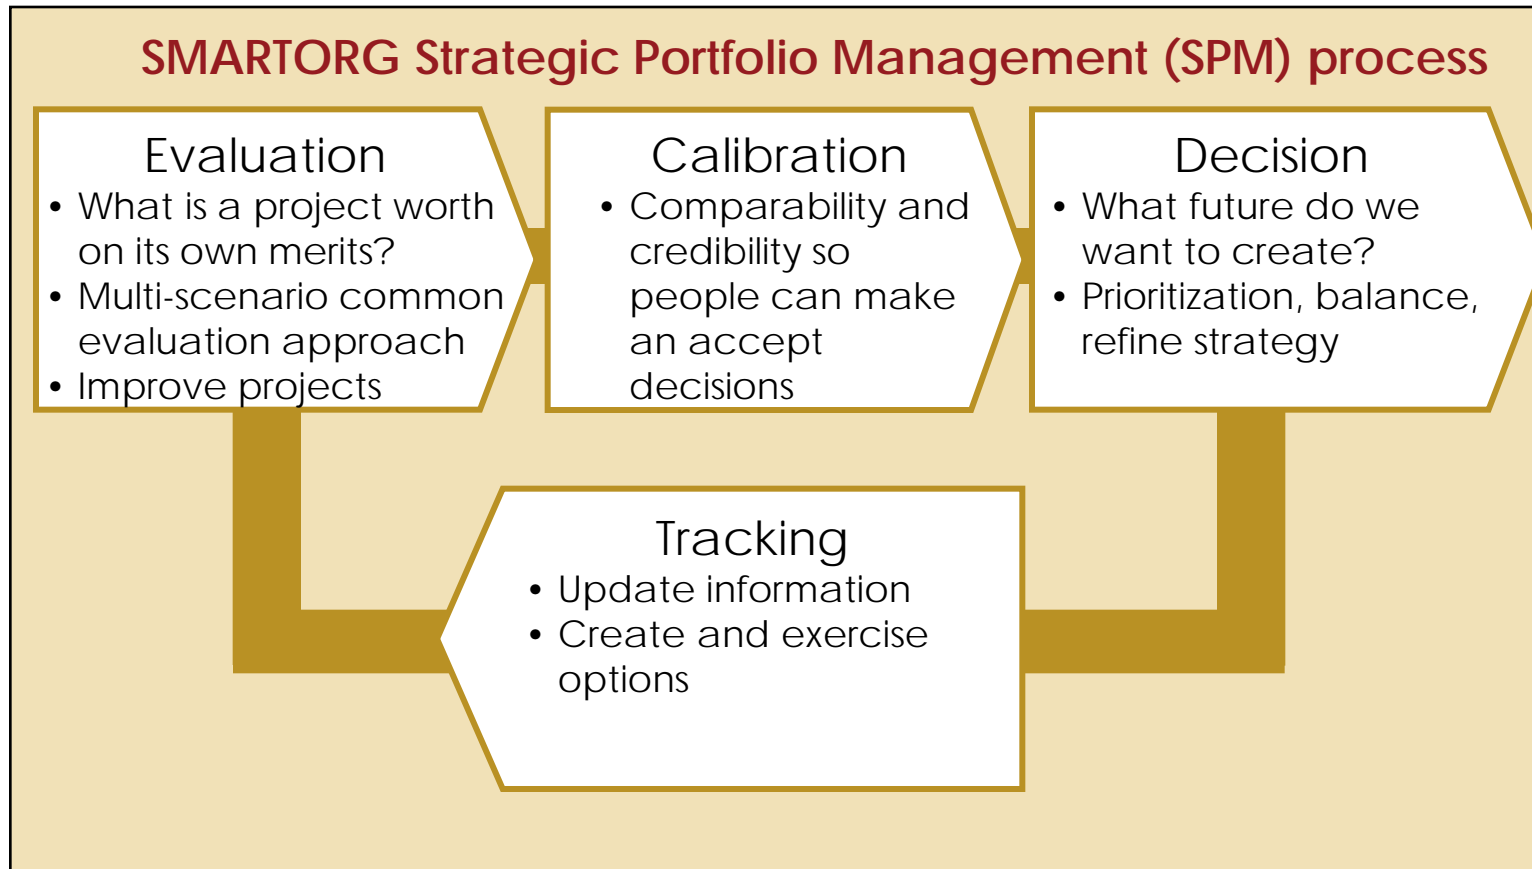 SMARTORG Strategic Portfolio Management (SPM) process
Evaluation
• What is a project worth
on its own merits?
• Multi-scenario common
evaluation approach
• Improve projects
Calibration
• Comparability and
credibility so
people can make
an accept
decisions
Decision
• What future do we
want to create?
• Prioritization, balance,
refine strategy
Tracking
• Update information
• Create and exercise
options